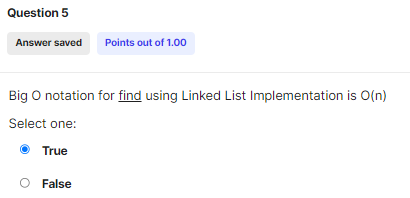 Question 5
Answer saved
Points out of 1.00
Big O notation for find using Linked List Implementation is O(n)
Select one:
True
False